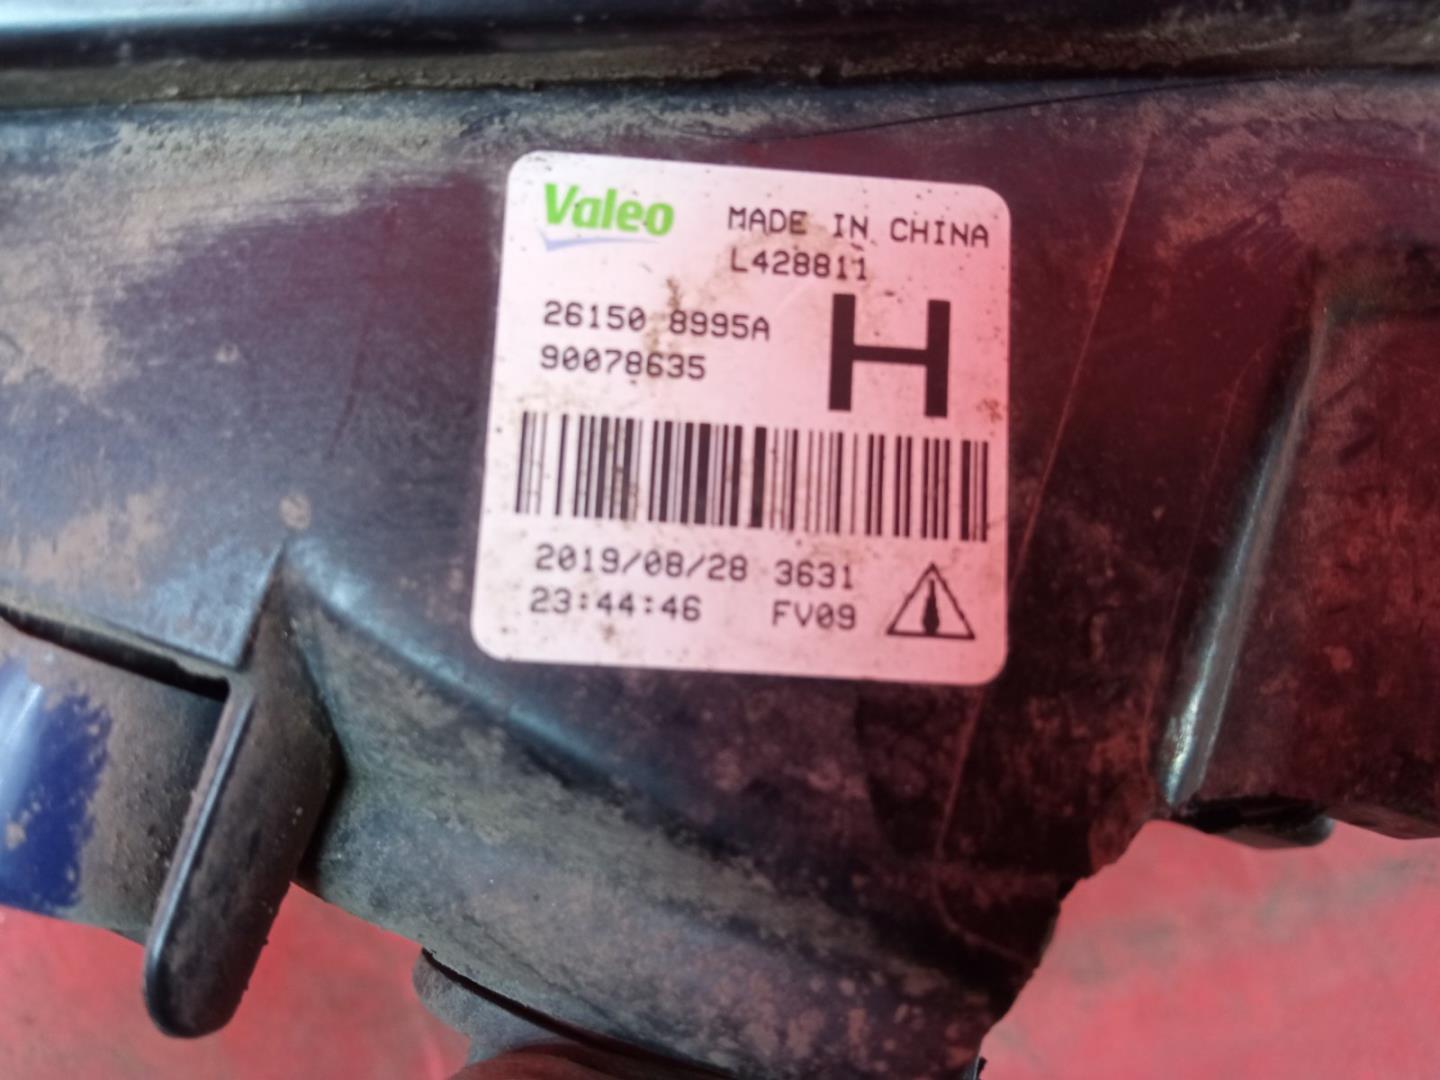 Valeo MADE IN CHINA
L428811
26150 8995A
H
90078635
2019/08/28 3631
23:44:46 FV09